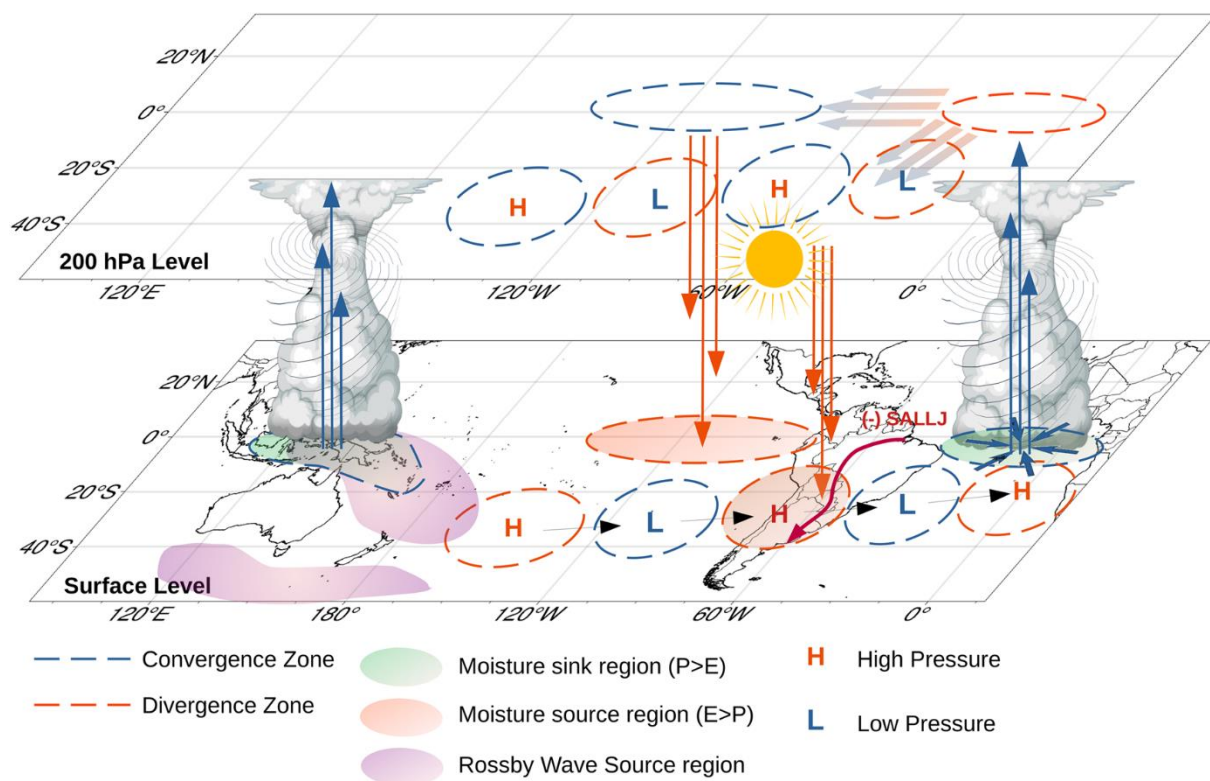 20°N
0°
20°S
40°S
H
L
H
L
200 hPa Level
120°E
120°W
60°W
0°
20°N
0°
20°S
40°S
(-) SALLJ
H
L
H
L
H
Surface Level
120°E
180°
120°W
60°W
0°
Convergence Zone
Divergence Zone
Moisture sink region (P>E)
Moisture source region (E>P)
Rossby Wave Source region
H High Pressure
L Low Pressure